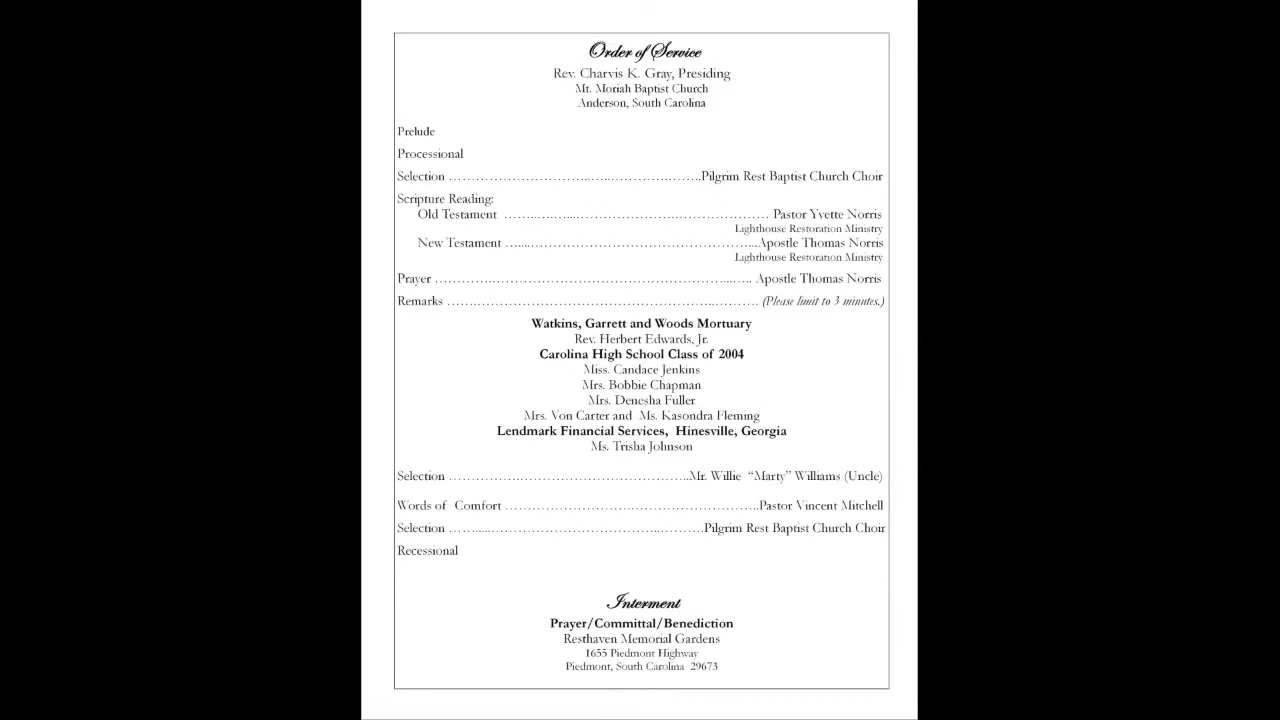 Order of Service
Rev. Charvis K. Gray, Presiding
Mt. Moriah Baptist Church
Anderson, South Carolina
Prelude
Processional
Selection ………………………..…..……….……..Pilgrim Rest Baptist Church Choir
Scripture Reading:
Old Testament ……..…..…...………………….……………… Pastor Yvette Norris
Lighthouse Restoration Ministry
New Testament …...…………………………………………...Apostle Thomas Norris
Lighthouse Restoration Ministry
Prayer ………..…………………………………………...….. Apostle Thomas Norris
Remarks …….………………………………………….………. (Please limit to 3 minutes.)
Watkins, Garrett and Woods Mortuary
Rev. Herbert Edwards, Jr.
Carolina High School Class of 2004
Miss. Candace Jenkins
Mrs. Bobbie Chapman
Mrs. Denesha Fuller
Mrs. Von Carter and Ms. Kasondra Fleming
Lendmark Financial Services, Hinesville, Georgia
Ms. Trisha Johnson
Selection ………….……………………………..Mr. Willie “Marty” Williams (Uncle)
Words of Comfort ……………………..……………………..Pastor Vincent Mitchell
Selection ……....………………………………..………Pilgrim Rest Baptist Church Choir
Recessional
Interment
Prayer/Committal/Benediction
Resthaven Memorial Gardens
1655 Piedmont Highway
Piedmont, South Carolina 29673